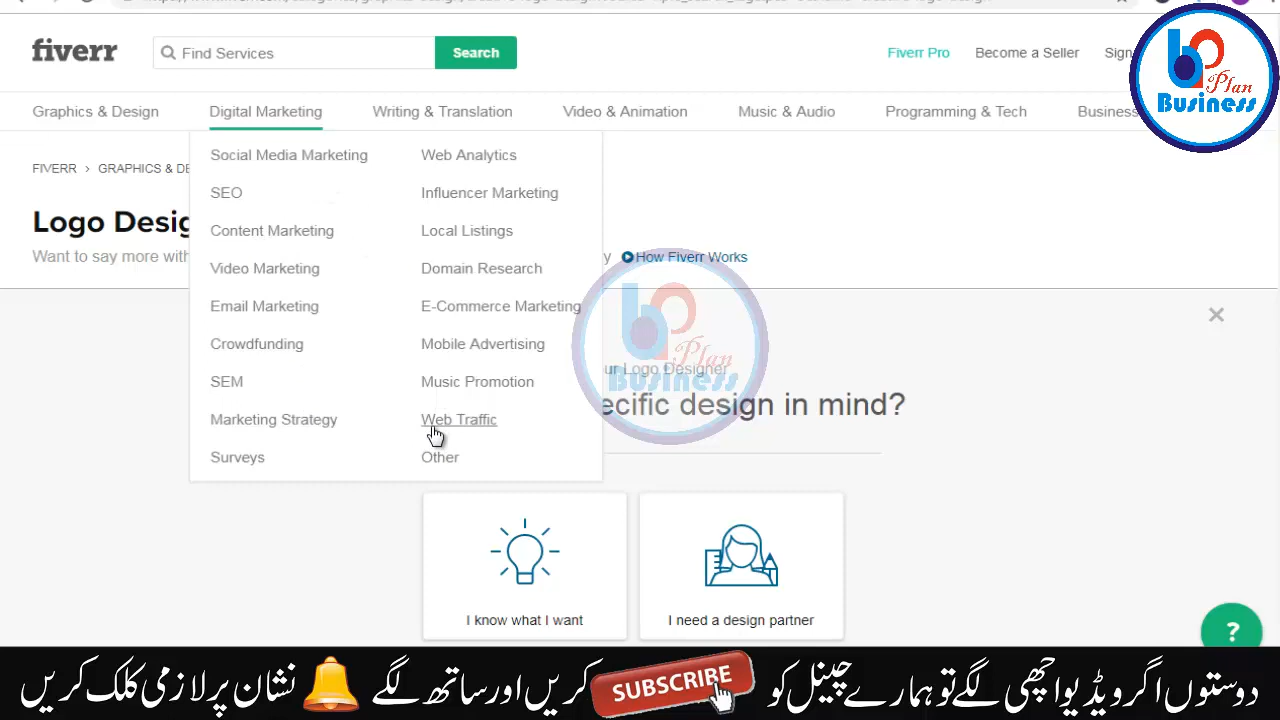 fiverr
Find Services
Search
Fiverr Pro
Become a Seller
Sign
Graphics & Design
Digital Marketing
Writing & Translation
Video & Animation
Music & Audio
Programming & Tech
Business
Plan
Business
FIVERR › GRAPHICS & DE
Logo Desig
Want to say more with
y
How Fiverr Works
Social Media Marketing
SEO
Content Marketing
Video Marketing
Email Marketing
Crowdfunding
SEM
Marketing Strategy
Surveys
Web Analytics
Influencer Marketing
Local Listings
Domain Research
E-Commerce Marketing
Mobile Advertising
Music Promotion
Web Traffic
Other
Plan
Business
ur Logo Designer
ecific design in mind?
I know what I want
I need a design partner
?
دوستوں اگر ویڈیو اچھی لگے تو ہمارے چینل کو SUBSCRIBE کریں اور ساتھ لگے نشان پر لازمی کلک کریں